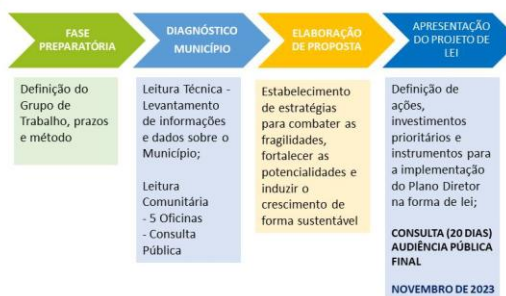 FASE
PREPARATÓRIA
Definição do
Grupo de
Trabalho, prazos
e método
DIAGNÓSTICO
MUNICÍPIO
Leitura Técnica -
Levantamento
de informações
e dados sobre o
Município;
Leitura
Comunitária
- 5 Oficinas
- Consulta
Pública
ELABORAÇÃO
DE PROPOSTA
Estabelecimento
de estratégias
para combater as
fragilidades,
fortalecer as
potencialidades e
induzir o
crescimento de
forma sustentável
APRESENTAÇÃO
DO PROJETO DE
LEI
Definição de
ações,
investimentos
prioritários e
instrumentos para
a implementação
do Plano Diretor
na forma de lei;
CONSULTA (20 DIAS)
AUDIÊNCIA PÚBLICA
FINAL
NOVEMBRO DE 2023